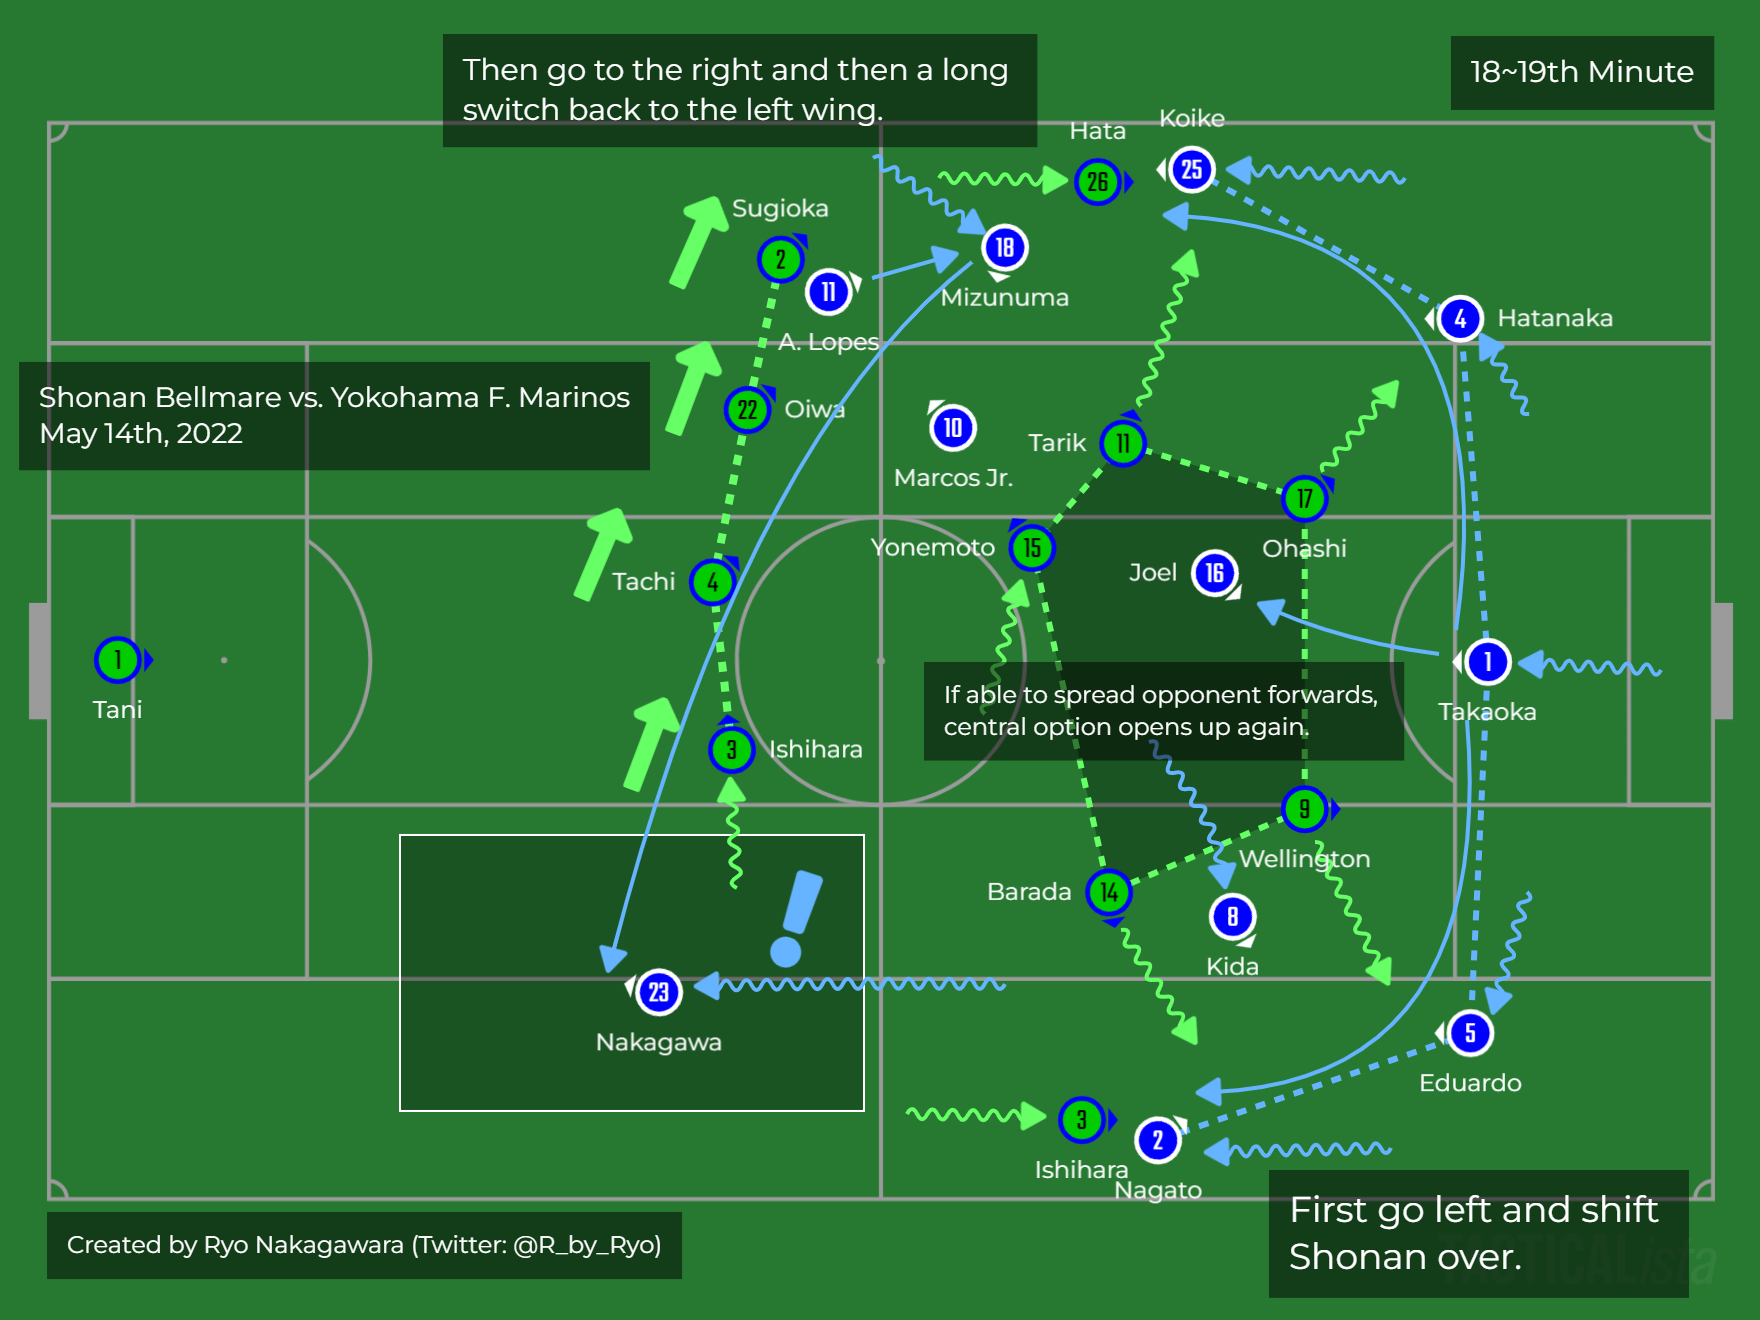 Then go to the right and then a long
switch back to the left wing.
18~19th Minute
Koike
Hata
25
26
Sugioka
2
18
Mizunuma
11
A. Lopes
4
Hatanaka
Shonan Bellmare vs. Yokohama F. Marinos
May 14th, 2022
22
Oiwa
10
Marcos Jr.
Tarik
11
17
Ohashi
Yonemoto
15
Joel
16
Tachi
4
1
Tani
1
Takaoka
If able to spread opponent forwards,
central option opens up again.
3
Ishihara
9
Wellington
Barada
14
8
Kida
23
Nakagawa
5
Eduardo
3
Ishihara
2
Nagato
First go left and shift
Shonan over.
Created by Ryo Nakagawara (Twitter: @R_by_Ryo)
TACTICALista